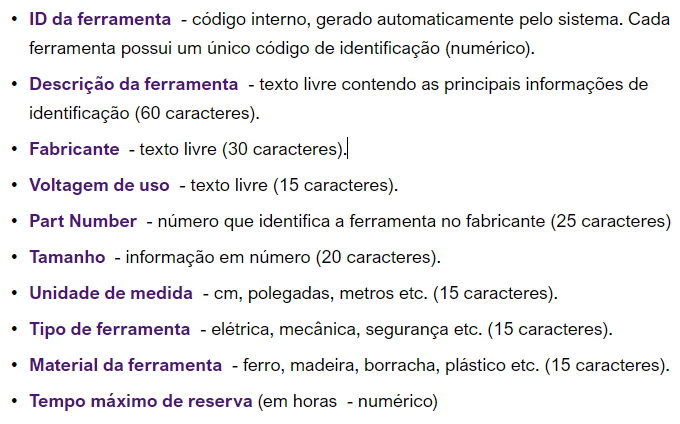 • ID da ferramenta - código interno, gerado automaticamente pelo sistema. Cada
ferramenta possui um único código de identificação (numérico).
• Descrição da ferramenta - texto livre contendo as principais informações de
identificação (60 caracteres).
• Fabricante - texto livre (30 caracteres).
• Voltagem de uso - texto livre (15 caracteres).
• Part Number - número que identifica a ferramenta no fabricante (25 caracteres)
• Tamanho - informação em número (20 caracteres).
• Unidade de medida - cm, polegadas, metros etc. (15 caracteres).
• Tipo de ferramenta - elétrica, mecânica, segurança etc. (15 caracteres).
• Material da ferramenta - ferro, madeira, borracha, plástico etc. (15 caracteres).
• Tempo máximo de reserva (em horas - numérico)